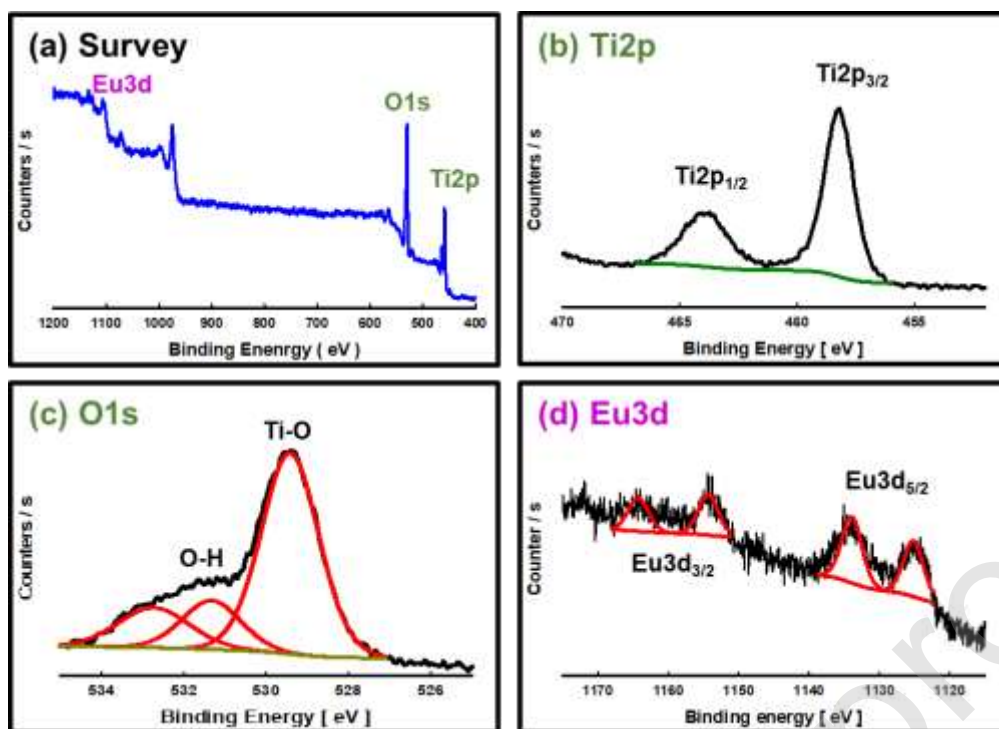 (a) Survey
Eu3d
O1s
Ti2p
Counters / s
1200 1100 1000 900 800 700 600 500 400
Binding Enenrgy ( eV )
(b) Ti2p
Ti2p3/2
Ti2p1/2
Counters / s
470 465 460 455
Binding Energy [ eV ]
(c) O1s
Ti-O
O-H
Counters / s
534 532 530 528 526
Binding Energy [ eV ]
(d) Eu3d
Eu3d5/2
Eu3d3/2
Counter / s
1170 1160 1150 1140 1130 1120
Binding energy [ eV ]